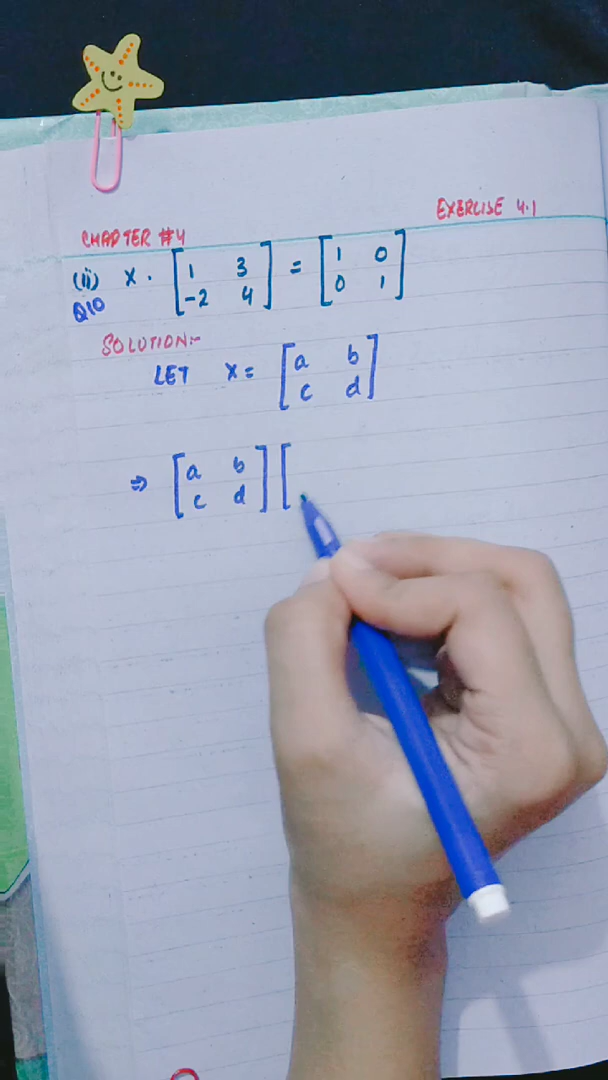 EXERCISE 4.1
CHAPTER #4
(ii) X . [1 3] = [1 0]
Q10 [-2 4] [0 1]
SOLUTION:-
LET X = [a b]
[c d]
⇒ [a b] [
[c d]